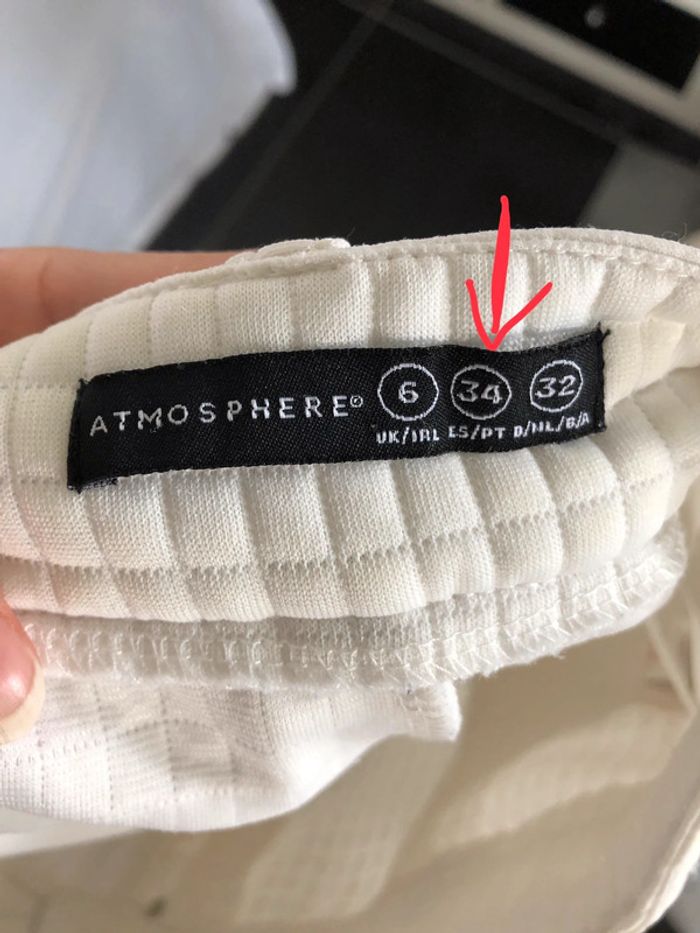 ATMOSPHERE© 6 34 32
UK/IRL ES/PT D/NL/B/A